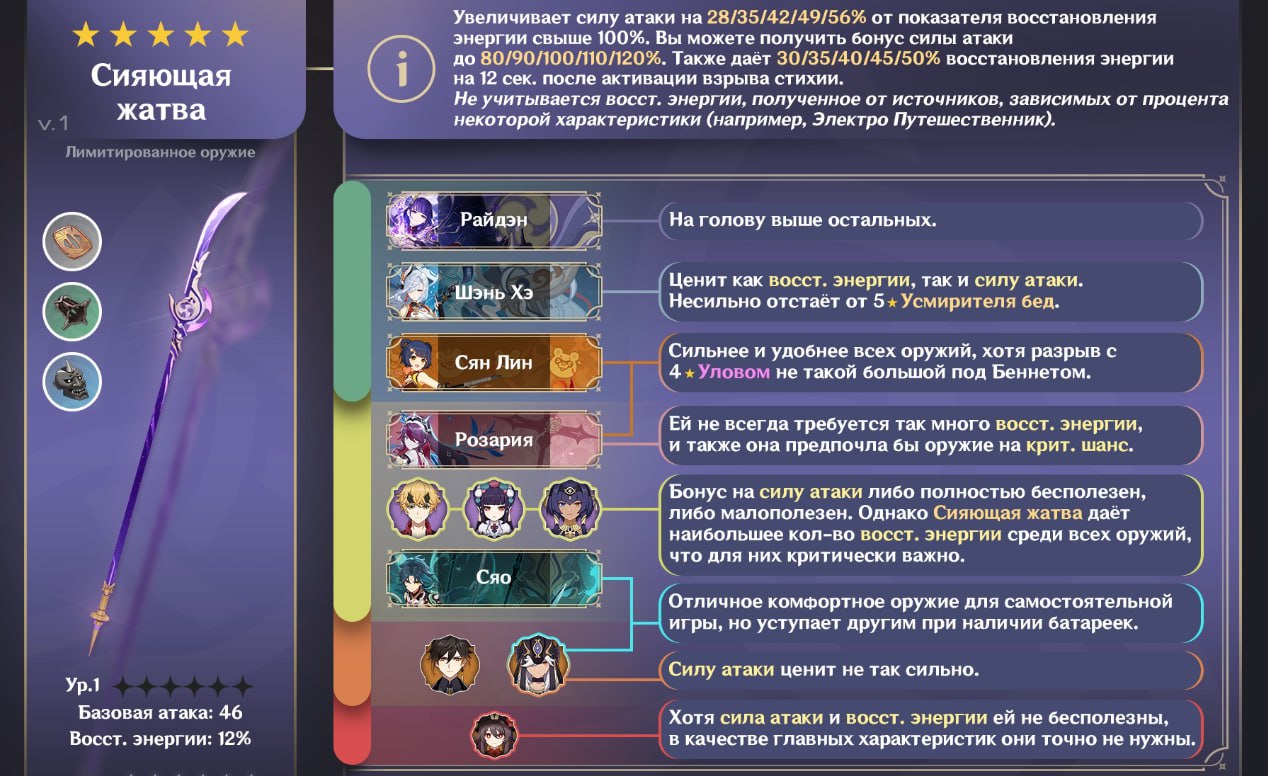 Сияющая
жатва
v.1
Лимитированное оружие
Увеличивает силу атаки на 28/35/42/49/56% от показателя восстановления
энергии свыше 100%. Вы можете получить бонус силы атаки
до 80/90/100/110/120%. Также даёт 30/35/40/45/50% восстановления энергии
на 12 сек. после активации взрыва стихии.
Не учитывается восст. энергии, полученное от источников, зависимых от процента
некоторой характеристики (например, Электро Путешественник).
Райдэн
На голову выше остальных.
Шэнь Хэ
Ценит как восст. энергии, так и силу атаки.
Несильно отстаёт от 5★Усмирителя бед.
Сян Лин
Сильнее и удобнее всех оружий, хотя разрыв с
4★Уловом не такой большой под Беннетом.
Розария
Ей не всегда требуется так много восст. энергии,
и также она предпочла бы оружие на крит. шанс.
Бонус на силу атаки либо полностью бесполезен,
либо малополезен. Однако Сияющая жатва даёт
наибольшее кол-во восст. энергии среди всех оружий,
что для них критически важно.
Сяо
Отличное комфортное оружие для самостоятельной
игры, но уступает другим при наличии батареек.
Силу атаки ценит не так сильно.
Хотя сила атаки и восст. энергии ей не бесполезны,
в качестве главных характеристик они точно не нужны.
Ур.1
Базовая атака: 46
Восст. энергии: 12%